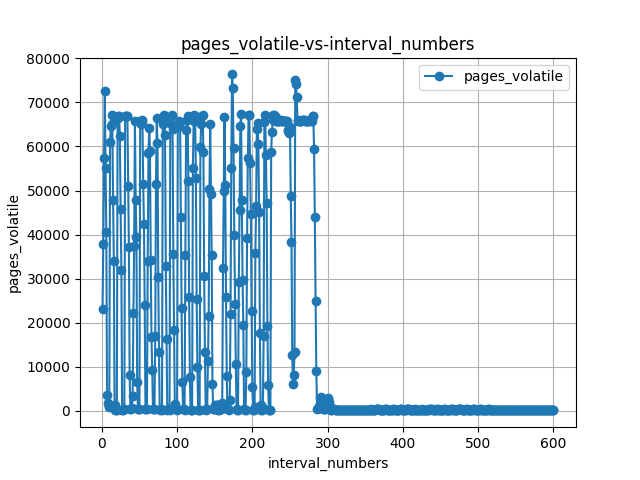 pages_volatile-vs-interval_numbers
pages_volatile
80000
70000
60000
50000
40000
30000
20000
10000
0
pages_volatile
0 100 200 300 400 500 600
interval_numbers